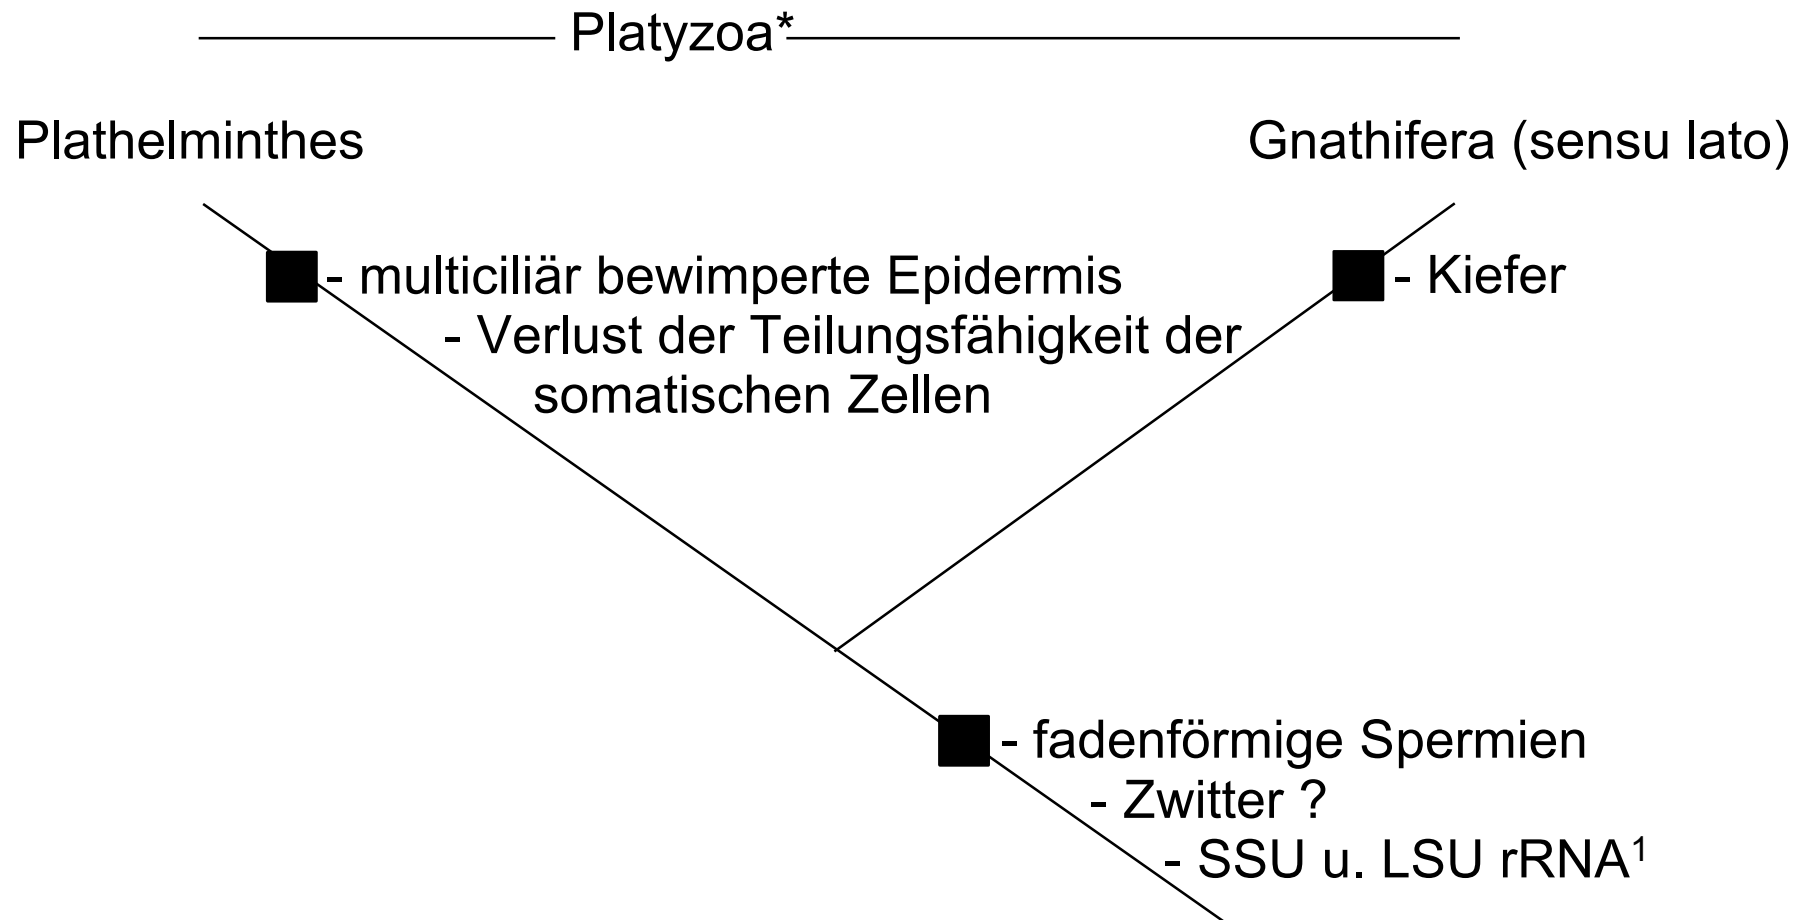 Platyzoa*
Plathelminthes
Gnathifera (sensu lato)
- multiciliär bewimperte Epidermis
- Verlust der Teilungsfähigkeit der
somatischen Zellen
- Kiefer
- fadenförmige Spermien
- Zwitter ?
- SSU u. LSU rRNA¹